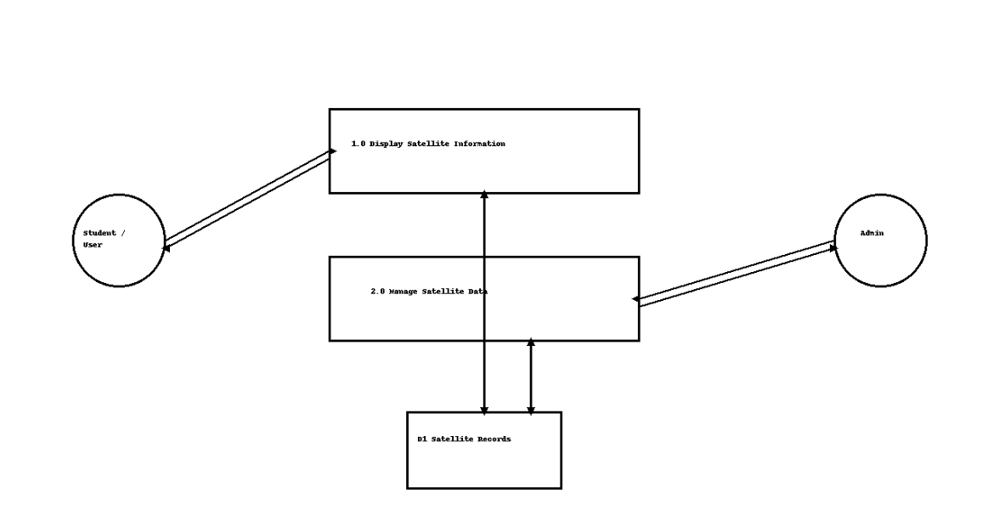 1.0 Display Satellite Information
Student /
User
Admin
2.0 Manage Satellite Data
D1 Satellite Records